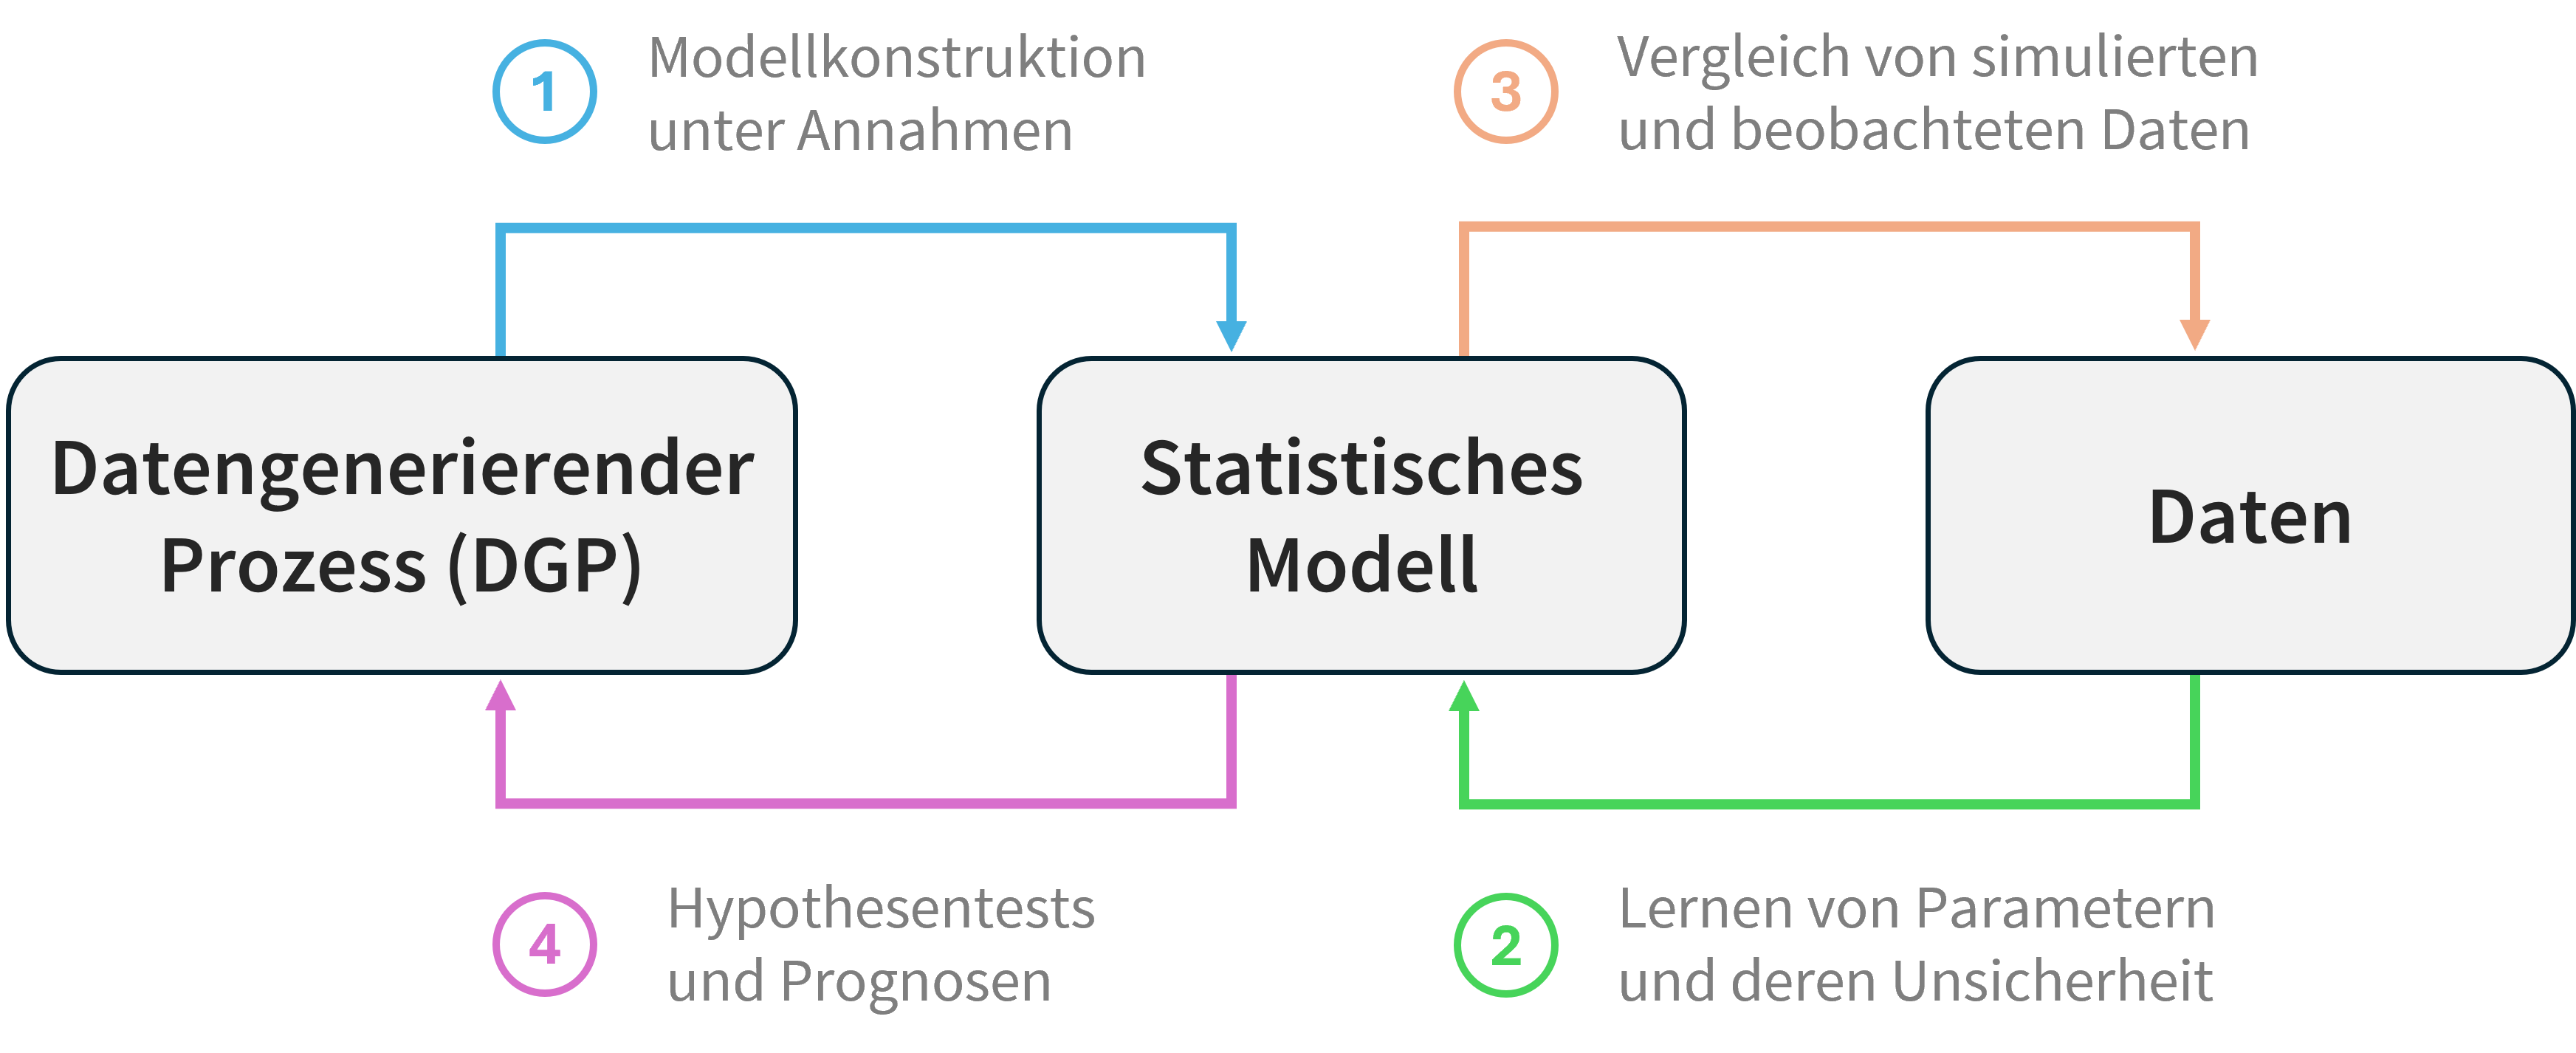 1
Modellkonstruktion
unter Annahmen
3
Vergleich von simulierten
und beobachteten Daten
Datengenerierender
Prozess (DGP)
Statistisches
Modell
Daten
4
Hypothesentests
und Prognosen
2
Lernen von Parametern
und deren Unsicherheit